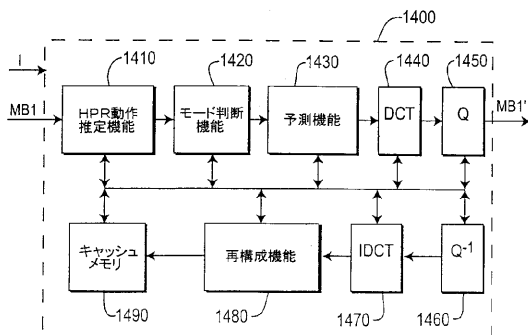 1400
1410
1420
1430
1440
1450
I
MB1
HPR動作
推定機能
モード判断
機能
予測機能
DCT
Q
MB1'
キャッシュ
メモリ
再構成機能
IDCT
Q-1
1490
1480
1470
1460